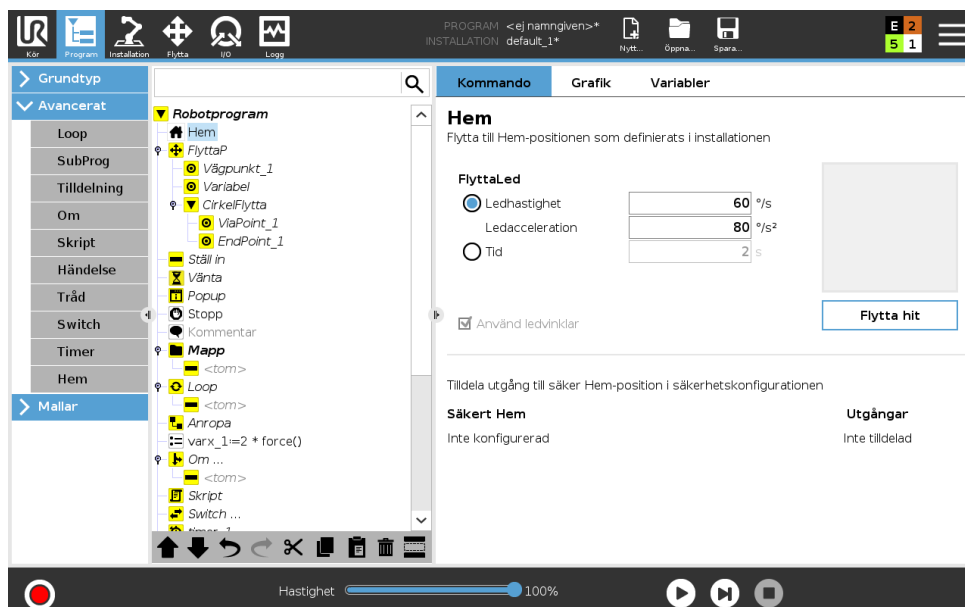 Kör
Program
Installation
Flytta
I/O
Logg
PROGRAM <ej namngiven>*
INSTALLATION default_1*
Nytt...
Öppna...
Spara...
E 2
5 1
Grundtyp
Avancerat
Loop
SubProg
Tilldelning
Om
Skript
Händelse
Tråd
Switch
Timer
Hem
Mallar
Robotprogram
Hem
FlyttaP
Vägpunkt_1
Variabel
CirkelFlytta
ViaPoint_1
EndPoint_1
Ställ in
Vänta
Popup
Stopp
Kommentar
Mapp
<tom>
Loop
<tom>
Anropa
varx_1:=2 * force()
Om ...
<tom>
Skript
Switch ...
timer_1
Kommando
Grafik
Variabler
Hem
Flytta till Hem-positionen som definierats i installationen
FlyttaLed
Ledhastighet 60 °/s
Ledacceleration 80 °/s²
Tid 2 s
Använd ledvinklar
Flytta hit
Tilldela utgång till säker Hem-position i säkerhetskonfigurationen
Säkert Hem Utgångar
Inte konfigurerad Inte tilldelad
Hastighet 100%